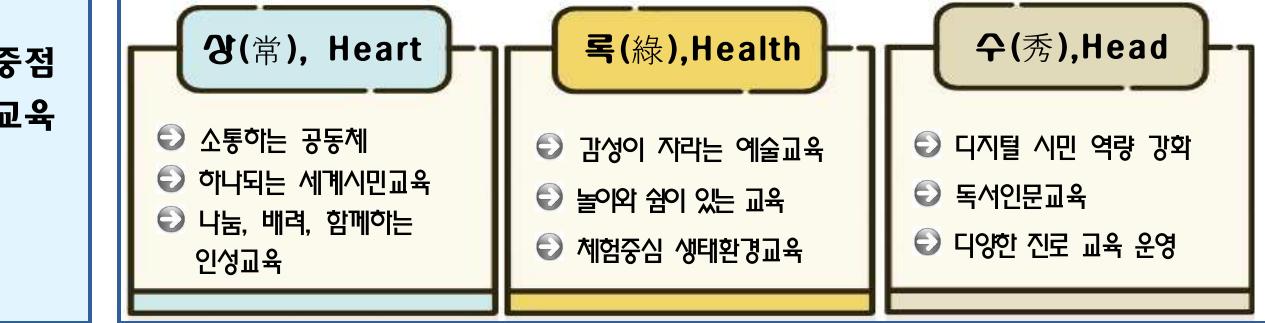 중점
교육
상(常), Heart
소통하는 공동체
하나되는 세계시민교육
나눔, 배려, 함께하는
인성교육
록(綠),Health
감성이 자라는 예술교육
놀이와 쉼이 있는 교육
체험중심 생태환경교육
수(秀),Head
디지털 시민 역량 강화
독서인문교육
다양한 진로 교육 운영